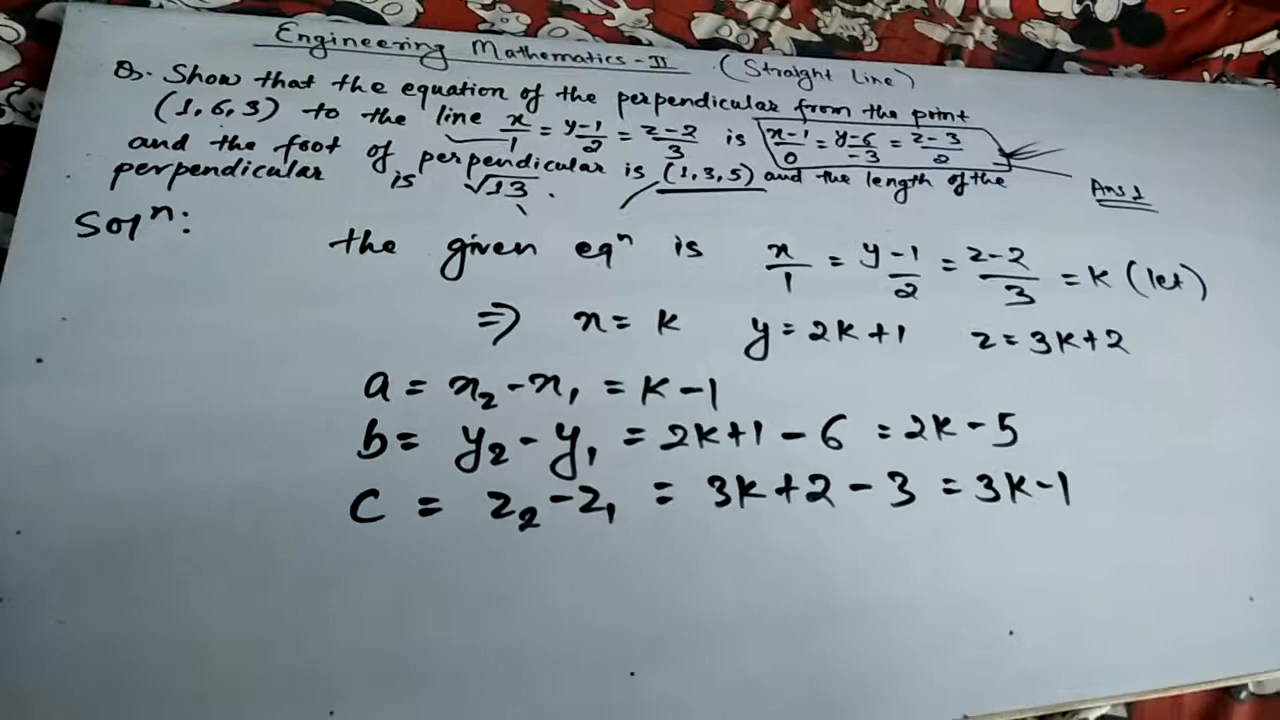 Engineering Mathematics-II (Straight Line)
Q. Show that the equation of the perpendicular from the point
(1,6,3) to the line x/1 = y-1/2 = z-2/3 is x-1/0 = y-6/-3 = z-3/2
and the foot of perpendicular is (1,3,5) and the length of the
perpendicular is √13. Ans 1
Solⁿ: the given eqⁿ is x/1 = y-1/2 = z-2/3 = K (let)
⇒ x = K y = 2K+1 z = 3K+2
a = x₂-x₁ = K-1
b = y₂-y₁ = 2K+1-6 = 2K-5
C = z₂-z₁ = 3K+2-3 = 3K-1